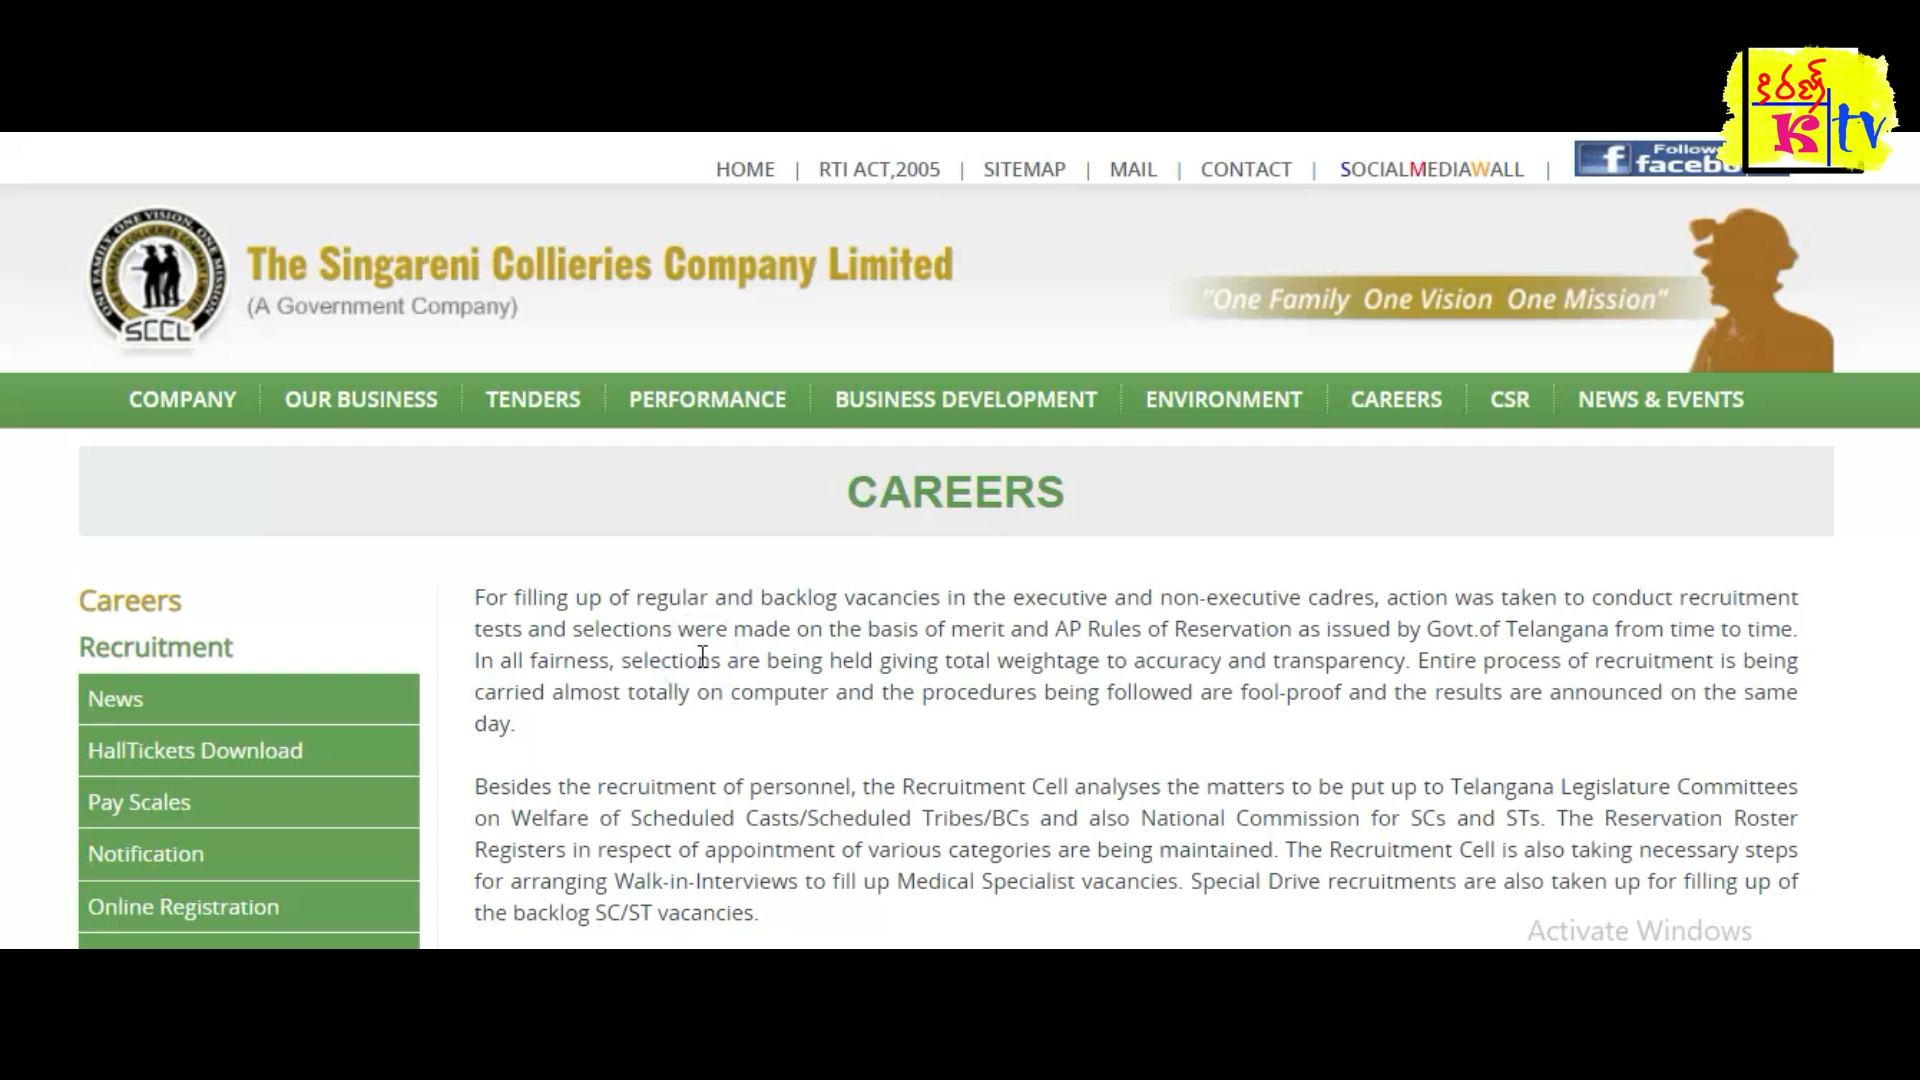 కిరణ్
K tv
HOME | RTI ACT,2005 | SITEMAP | MAIL | CONTACT | SOCIALMEDIAWALL |
facebo
ONE FAMILY, ONE VISION, ONE MISSION
SCCL
The Singareni Collieries Company Limited
(A Government Company)
"One Family One Vision One Mission"
COMPANY OUR BUSINESS TENDERS PERFORMANCE BUSINESS DEVELOPMENT ENVIRONMENT CAREERS CSR NEWS & EVENTS
CAREERS
Careers
Recruitment
News
HallTickets Download
Pay Scales
Notification
Online Registration
For filling up of regular and backlog vacancies in the executive and non-executive cadres, action was taken to conduct recruitment
tests and selections were made on the basis of merit and AP Rules of Reservation as issued by Govt.of Telangana from time to time.
In all fairness, selections are being held giving total weightage to accuracy and transparency. Entire process of recruitment is being
carried almost totally on computer and the procedures being followed are fool-proof and the results are announced on the same
day.
Besides the recruitment of personnel, the Recruitment Cell analyses the matters to be put up to Telangana Legislature Committees
on Welfare of Scheduled Casts/Scheduled Tribes/BCs and also National Commission for SCs and STs. The Reservation Roster
Registers in respect of appointment of various categories are being maintained. The Recruitment Cell is also taking necessary steps
for arranging Walk-in-Interviews to fill up Medical Specialist vacancies. Special Drive recruitments are also taken up for filling up of
the backlog SC/ST vacancies.
Activate Windows